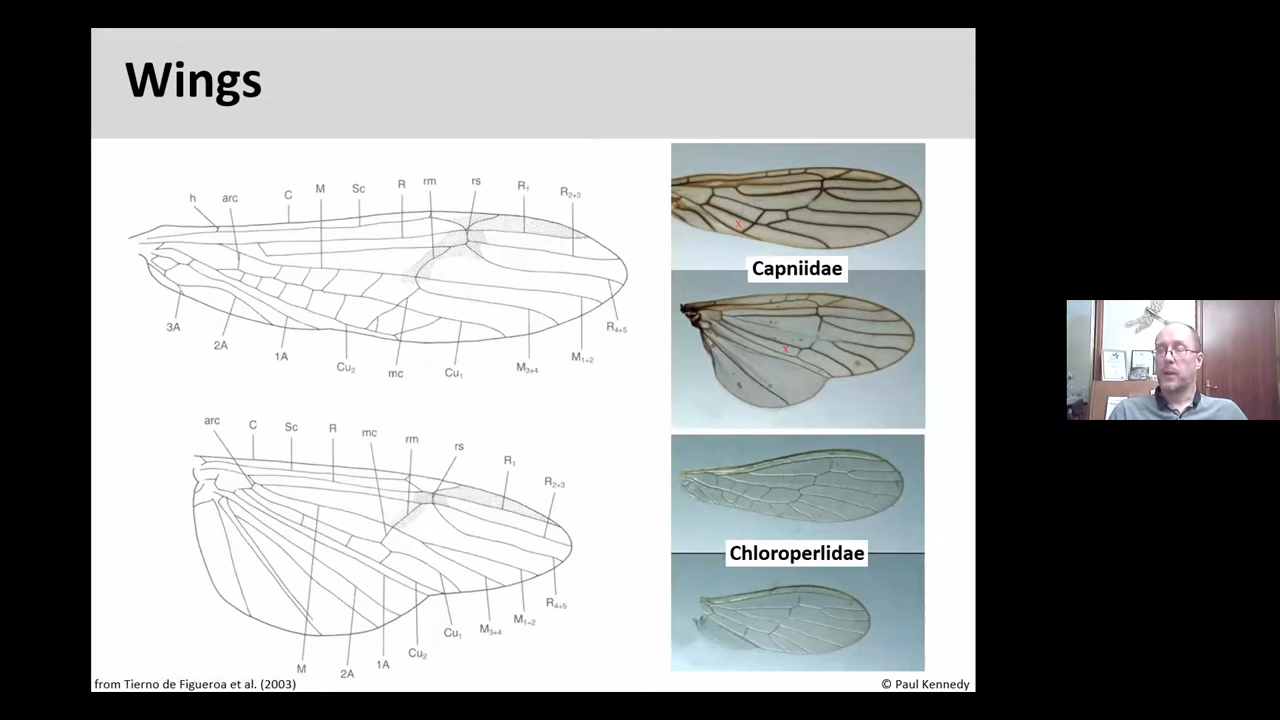 Wings
h arc C M Sc R rm rs R₁ R₂₊₃
3A 2A 1A Cu₂ mc Cu₁ M₃₊₄ M₁₊₂ R₄₊₅
arc C Sc R mc rm rs R₁ R₂₊₃
M 2A 1A Cu₂ Cu₁ M₃₊₄ M₁₊₂ R₄₊₅
from Tierno de Figueroa et al. (2003)
x
Capniidae
x
Chloroperlidae
© Paul Kennedy